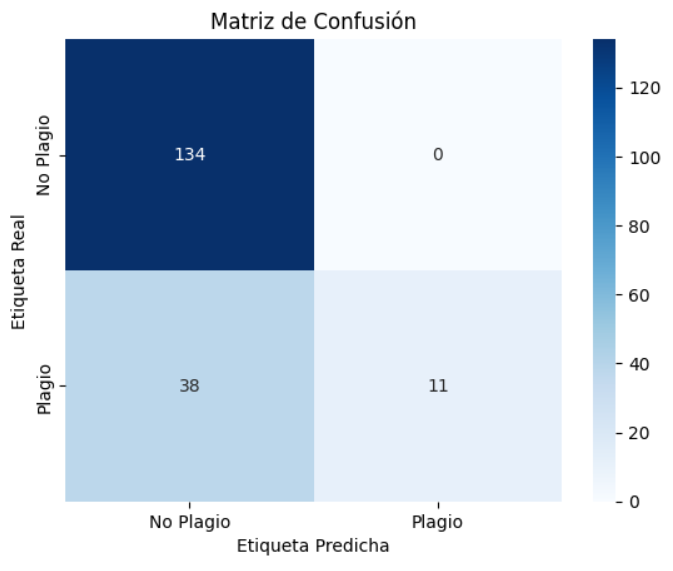 Matriz de Confusión
No Plagio
134
0
120
100
80
60
40
20
0
Etiqueta Real
Plagio
38
11
No Plagio
Plagio
Etiqueta Predicha